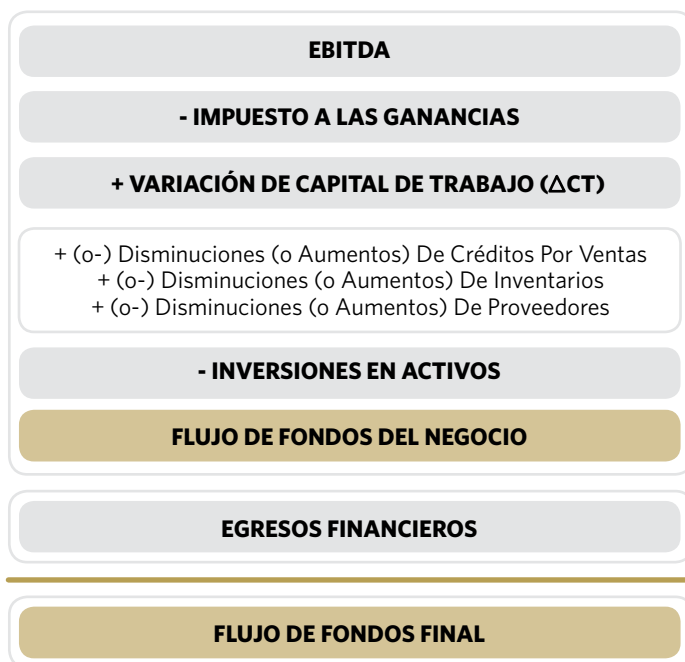 EBITDA
- IMPUESTO A LAS GANANCIAS
+ VARIACIÓN DE CAPITAL DE TRABAJO (△CT)
+ (o-) Disminuciones (o Aumentos) De Créditos Por Ventas
+ (o-) Disminuciones (o Aumentos) De Inventarios
+ (o-) Disminuciones (o Aumentos) De Proveedores
- INVERSIONES EN ACTIVOS
FLUJO DE FONDOS DEL NEGOCIO
EGRESOS FINANCIEROS
FLUJO DE FONDOS FINAL